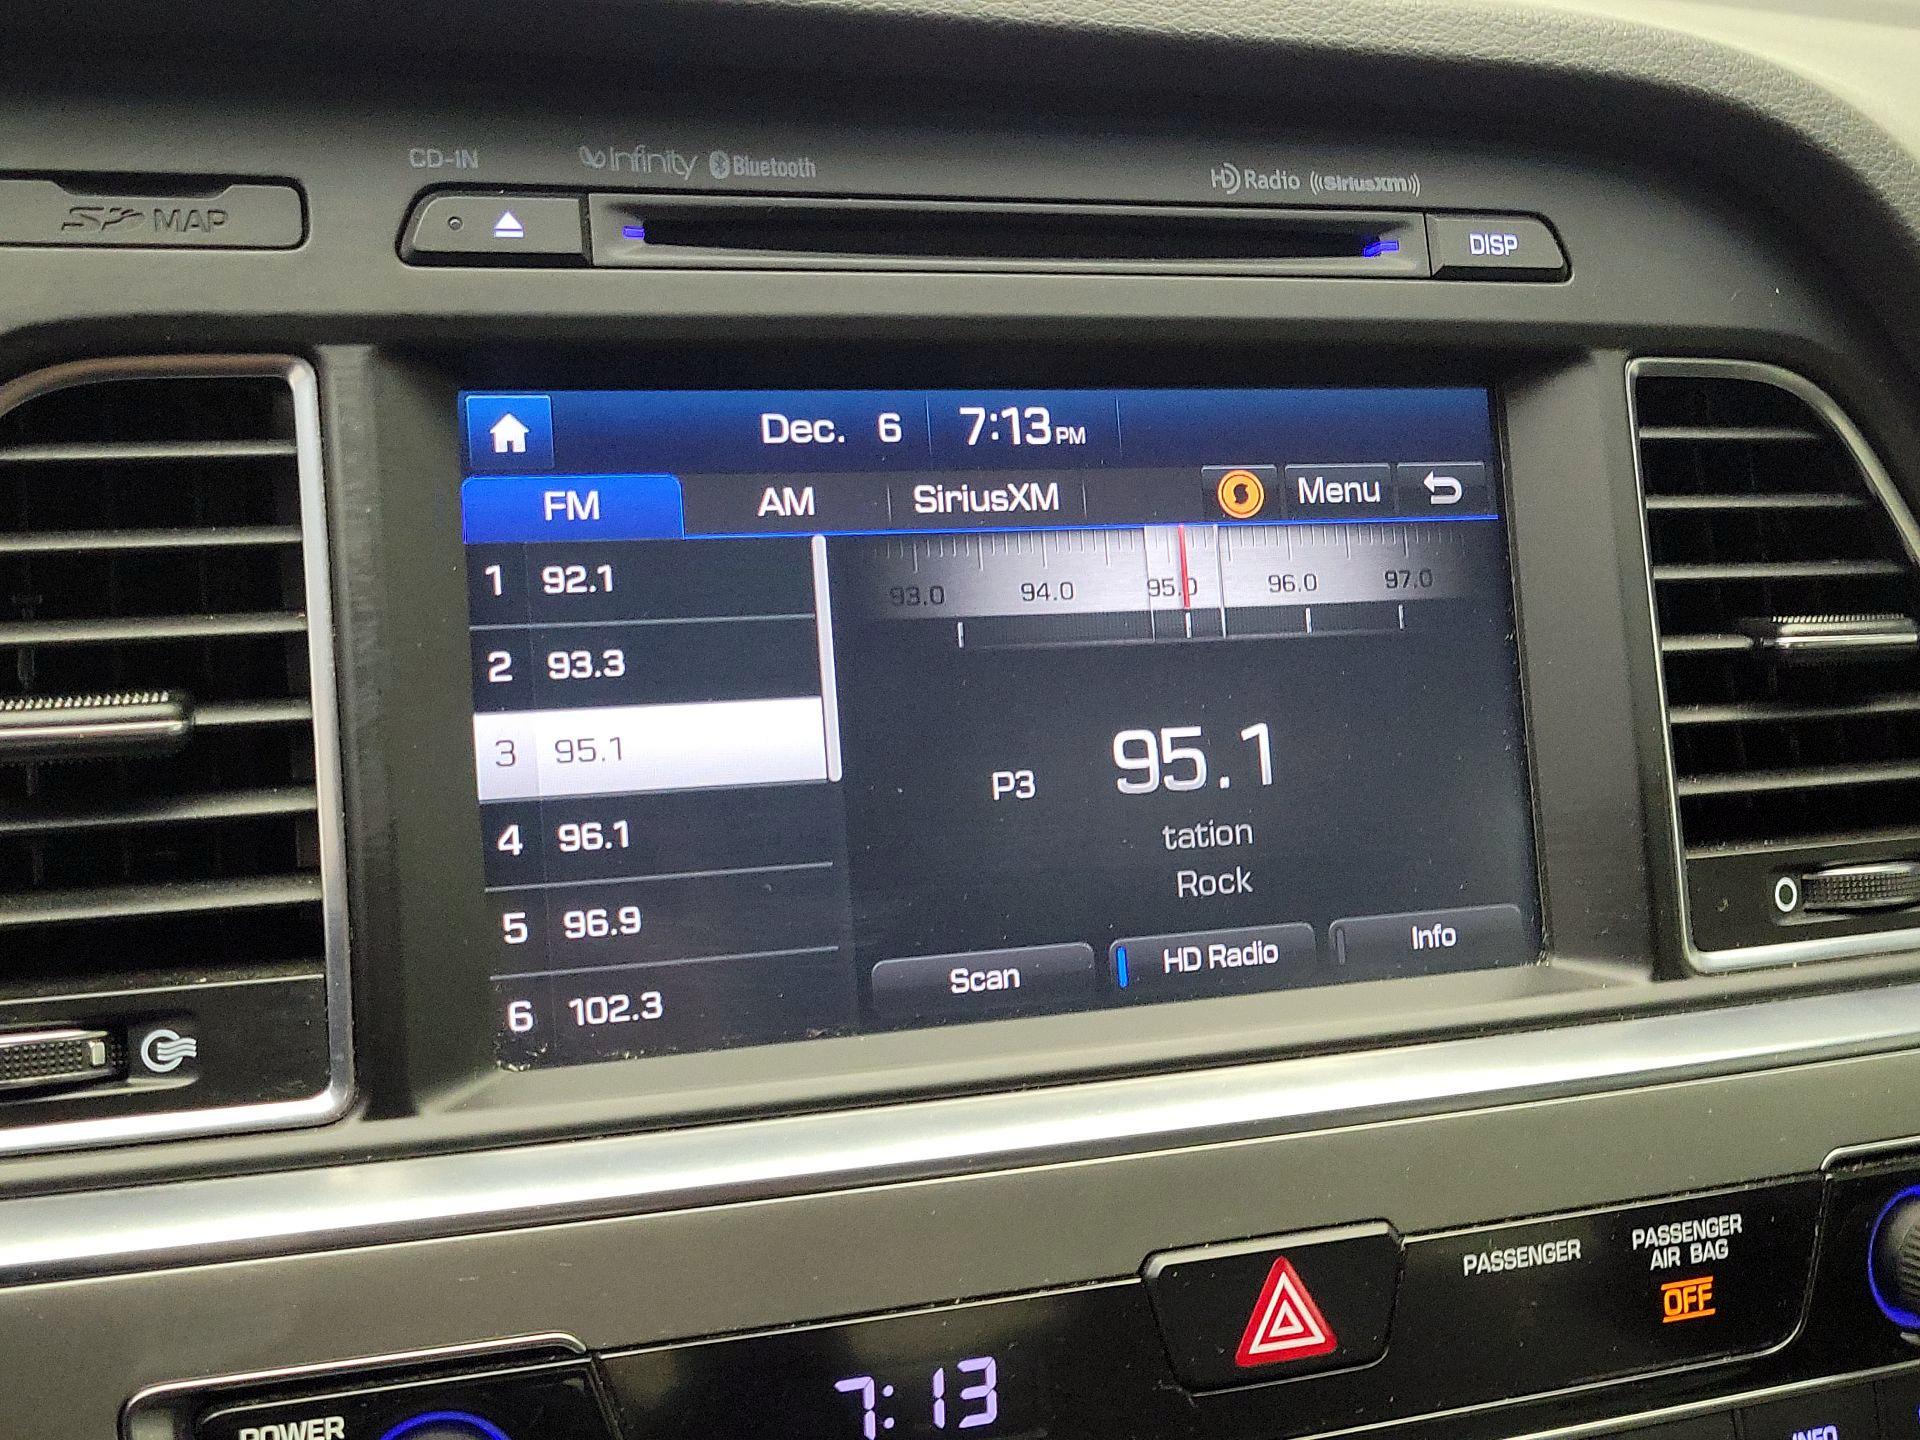 CD-IN
Infinity Bluetooth
HD Radio ((SiriusXM))
SD MAP
DISP
Dec. 6 7:13 PM
FM AM SiriusXM Menu
1 92.1
2 93.3
3 95.1
4 96.1
5 96.9
6 102.3
93.0 94.0 95.0 96.0 97.0
P3 95.1
tation
Rock
Scan HD Radio Info
PASSENGER
PASSENGER
AIR BAG
OFF
7:13
POWER
INFO